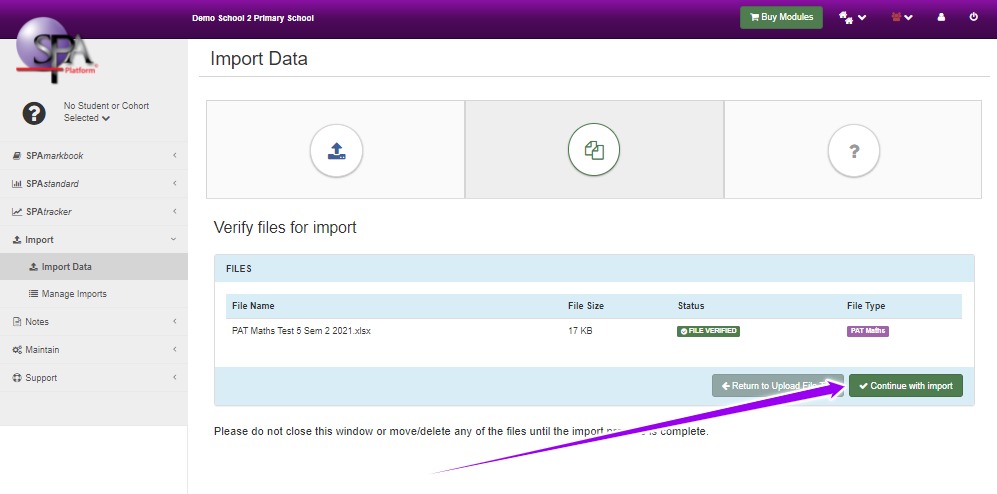 Demo School 2 Primary School
Buy Modules
SPA
Platform
No Student or Cohort
Selected
SPAmarkbook
SPAstandard
SPAtracker
Import
Import Data
Manage Imports
Notes
Maintain
Support
Import Data
?
Verify files for import
FILES
File Name File Size Status File Type
PAT Maths Test 5 Sem 2 2021.xlsx 17 KB FILE VERIFIED PAT Maths
Return to Upload File
Continue with import
Please do not close this window or move/delete any of the files until the import is complete.